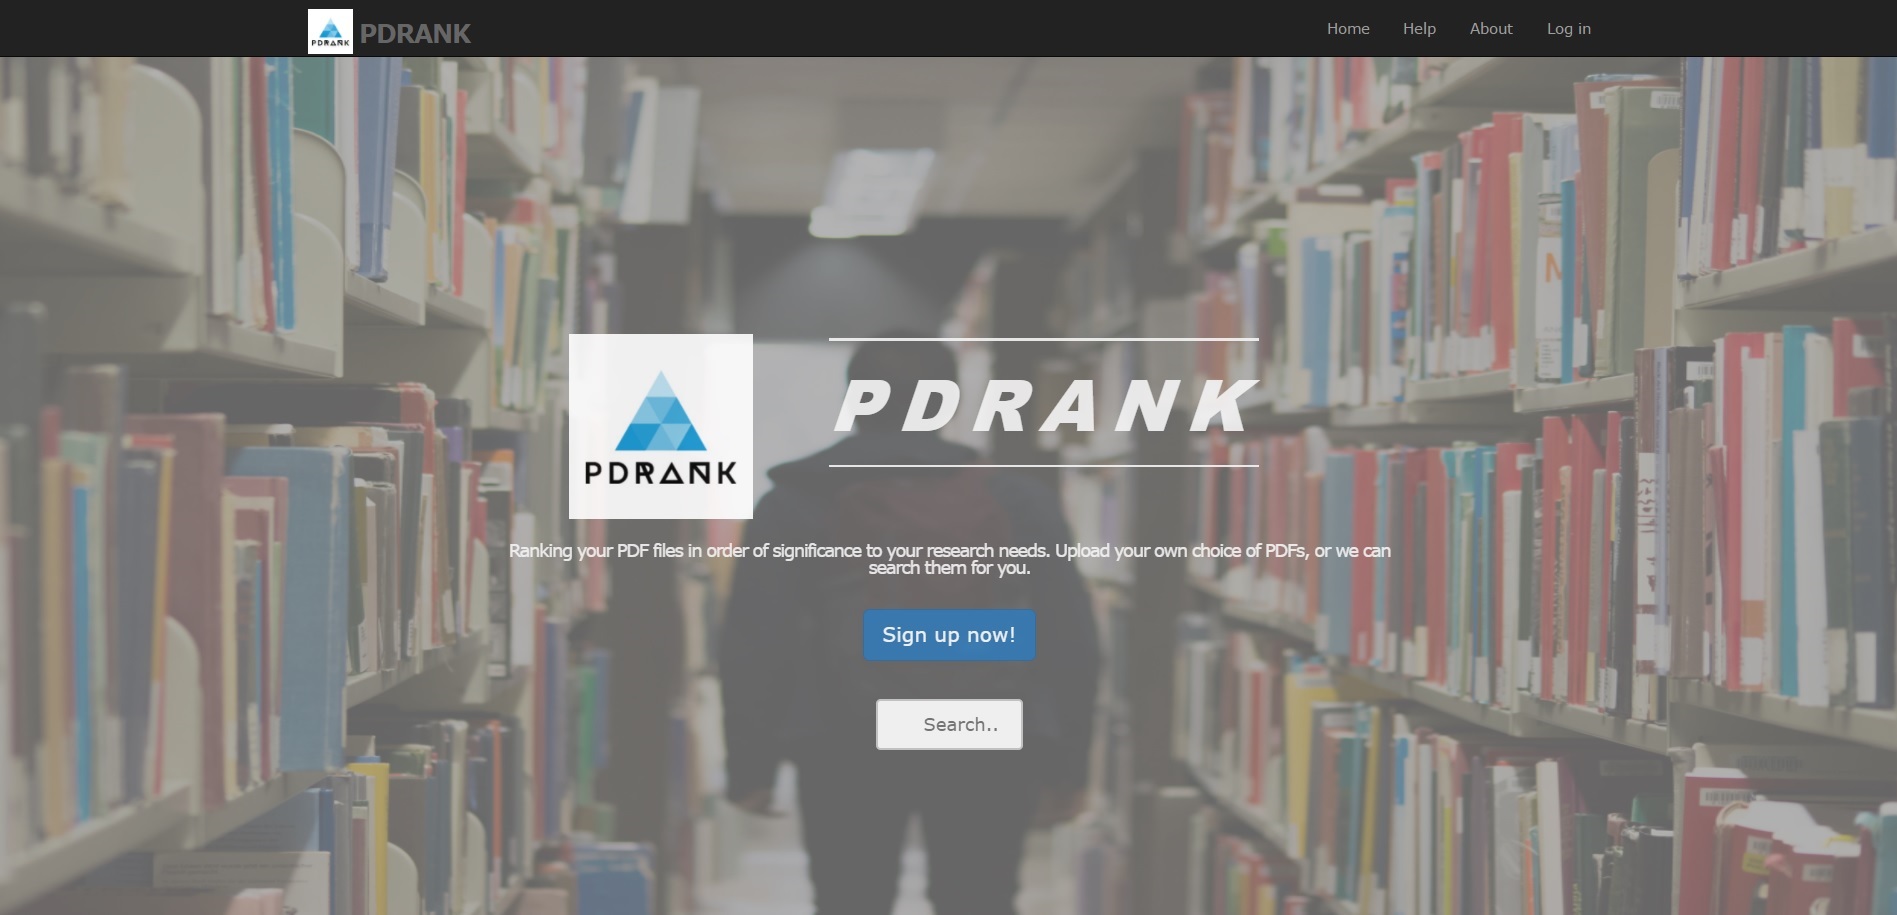 PDRANK
PDRANK
Home
Help
About
Log in
PDRANK
PDRANK
Ranking your PDF files in order of significance to your research needs. Upload your own choice of PDFs, or we can
search them for you.
Sign up now!
Search..